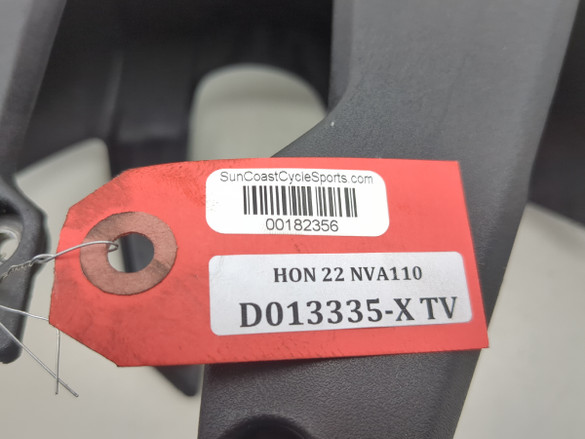 SunCoastCycleSports.com
00182356
HON 22 NVA110
D013335-X TV